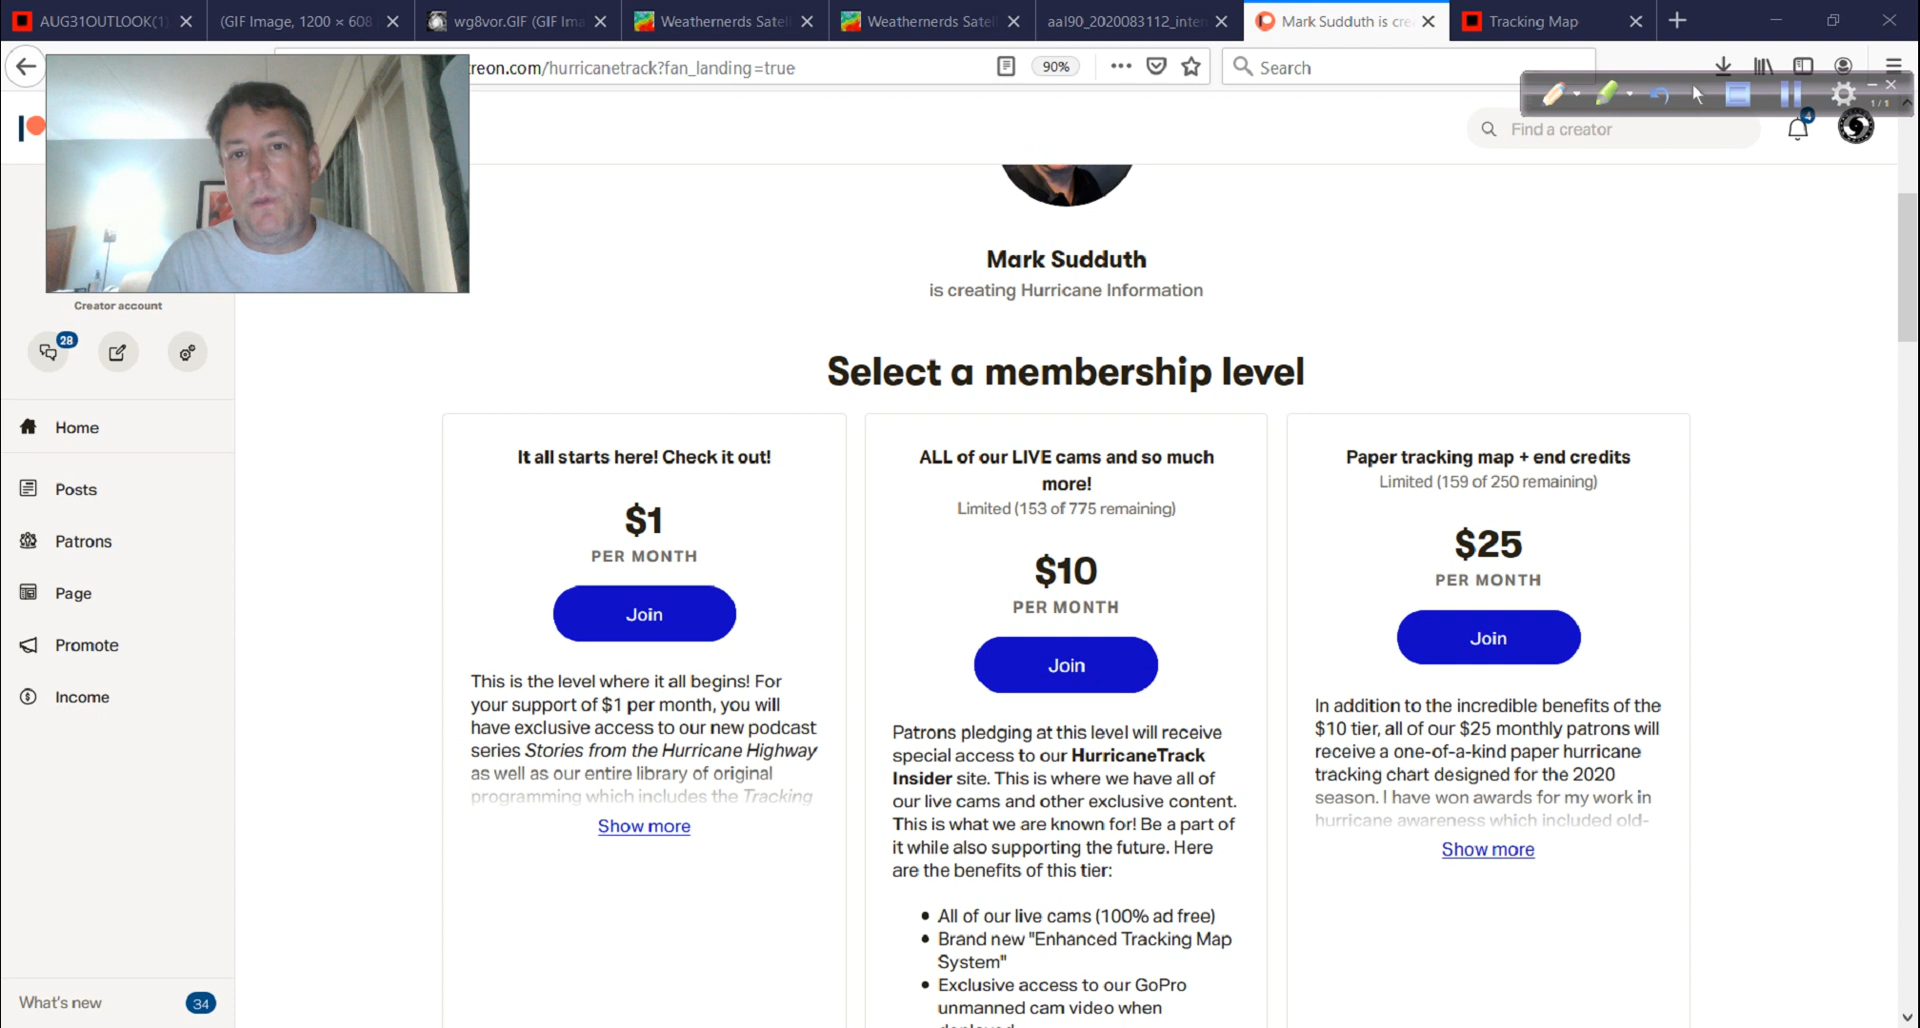 AUG31OUTLOOK(1)
(GIF Image, 1200 × 608
wg8vor.GIF (GIF Ima
Weathernerds Satel
Weathernerds Satel
aal90_2020083112_inten
Mark Sudduth is cre
Tracking Map
reon.com/hurricanetrack?fan_landing=true
90%
Search
1 / 1
Find a creator
4
Mark Sudduth
is creating Hurricane Information
Creator account
28
Home
Posts
Patrons
Page
Promote
Income
What's new
34
Select a membership level
It all starts here! Check it out!
$1
PER MONTH
Join
This is the level where it all begins! For
your support of $1 per month, you will
have exclusive access to our new podcast
series Stories from the Hurricane Highway
as well as our entire library of original
programming which includes the Tracking
Show more
ALL of our LIVE cams and so much
more!
Limited (153 of 775 remaining)
$10
PER MONTH
Join
Patrons pledging at this level will receive
special access to our HurricaneTrack
Insider site. This is where we have all of
our live cams and other exclusive content.
This is what we are known for! Be a part of
it while also supporting the future. Here
are the benefits of this tier:
• All of our live cams (100% ad free)
• Brand new "Enhanced Tracking Map
System"
• Exclusive access to our GoPro
unmanned cam video when
Paper tracking map + end credits
Limited (159 of 250 remaining)
$25
PER MONTH
Join
In addition to the incredible benefits of the
$10 tier, all of our $25 monthly patrons will
receive a one-of-a-kind paper hurricane
tracking chart designed for the 2020
season. I have won awards for my work in
hurricane awareness which included old-
Show more